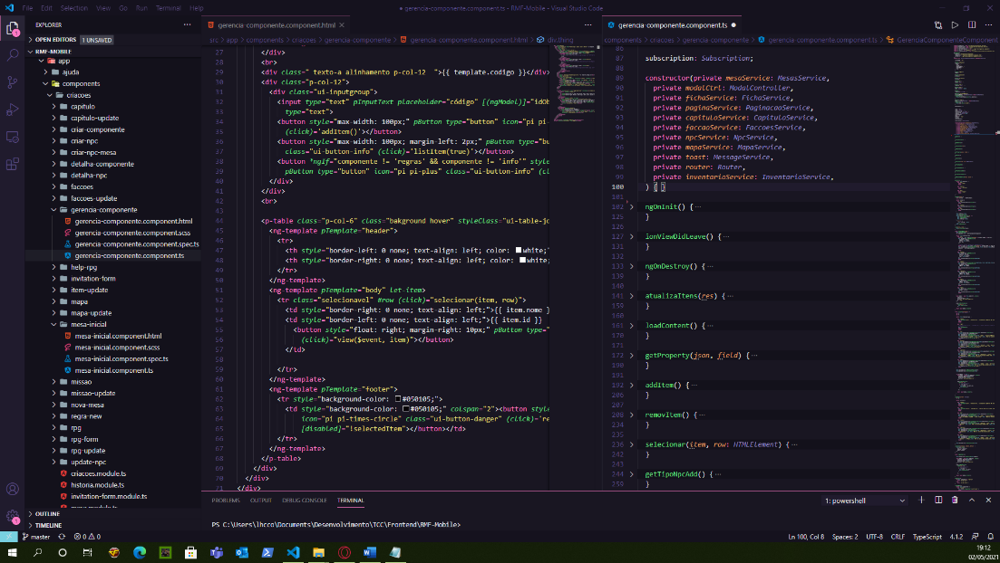 File Edit Selection View Go Run Terminal Help
● gerencia-componente.component.ts - RMF-Mobile - Visual Studio Code
EXPLORER
OPEN EDITORS 1 UNSAVED
RMF-MOBILE
app
ajuda
components
criacoes
capitulo
capitulo-update
criar-componente
criar-npc
criar-npc-mesa
detalha-componente
detalha-npc
faccoes
faccoes-update
gerencia-componente
gerencia-componente.component.html
gerencia-componente.component.scss
gerencia-componente.component.spec.ts
gerencia-componente.component.ts
help-rpg
invitation-form
item-update
mapa
mapa-update
mesa-inicial
mesa-inicial.component.html
mesa-inicial.component.scss
mesa-inicial.component.spec.ts
mesa-inicial.component.ts
missao
missao-update
nova-mesa
regra-new
rpg
rpg-form
rpg-update
update-npc
criacoes.module.ts
historia.module.ts
invitation-form.module.ts
mesa.module.ts
OUTLINE
TIMELINE
gerencia-componente.component.html
src > app > components > criacoes > gerencia-componente > gerencia-componente.component.html > div.thing
27 </div>
28 <br>
29 <div class=" texto-a alinhamento p-col-12 ">{{ template.codigo }}</div>
30 <div class="p-col-12">
31 <div class="ui-inputgroup">
32 <input type="text" pInputText placeholder="código" [(ngModel)]="idOb
33 type="text">
34 <button style="max-width: 100px;" pButton type="button" icon="pi pi-
35 (click)='addItem()'></button>
36 <button style="max-width: 100px; margin-left: 2px;" pButton type="bu
37 class="ui-button-info" (click)='listItem(true)'></button>
38 <button *ngIf="componente != 'regras' && componente != 'info'" style
39 pButton type="button" icon="pi pi-plus" class="ui-button-info" (cl
40 </div>
41 </div>
42 <br>
43
44 <p-table class="p-col-6" class="bakground hover" styleClass="ui-table-jo
45 <ng-template pTemplate="header">
46 <tr>
47 <th style="border-left: 0 none; text-align: left; color: white;"
48 <th style="border-right: 0 none; text-align: left; color: white;
49 </tr>
50 </ng-template>
51 <ng-template pTemplate="body" let-item>
52 <tr class="selecionavel" #row (click)="selecionar(item, row)">
53 <td style="border-right: 0 none; text-align: left;">{{ item.nome }
54 <td style="border-left: 0 none; text-align: left;">{{ item.id }}
55 <button style="float: right; margin-right: 10px;" pButton type="
56 (click)="view($event, item)"></button>
57 </td>
58
59 </tr>
60 </ng-template>
61 <ng-template pTemplate="footer">
62 <tr style="background-color: #050105;">
63 <td style="background-color: #050105;" colspan="2"><button style
64 icon="pi pi-times-circle" class="ui-button-danger" (click)="re
65 [disabled]="!selectedItem"></button></td>
66 </tr>
67 </ng-template>
68 </p-table>
69 </div>
70 </div>
71 </div>
gerencia-componente.component.ts
components > criacoes > gerencia-componente > gerencia-componente.component.ts > GerenciaComponenteComponent
86
87 subscription: Subscription;
88
89 constructor(private mesaService: MesasService,
90 private modalCtrl: ModalController,
91 private fichaService: FichaService,
92 private paginaService: PaginacaoService,
93 private capituloService: CapituloService,
94 private faccaoService: FaccoesService,
95 private npcService: NpcService,
96 private mapaService: MapaService,
97 private toast: MessageService,
98 private router: Router,
99 private inventarioService: InventarioService,
100 ) { }
101
102 ngOnInit() { ···
125 }
126
127 ionViewDidLeave() { ···
131 }
132
133 ngOnDestroy() { ···
139 }
140
141 atualizaItens(res) { ···
159 }
160
161 loadContent() { ···
170 }
171
172 getProperty(json, field) { ···
190 }
191
192 addItem() { ···
206 }
207
208 removItem() { ···
234 }
235
236 selecionar(item, row: HTMLElement) { ···
242 }
243
244 getTipoNpcAdd() { ···
259 }
PROBLEMS OUTPUT DEBUG CONSOLE TERMINAL
1: powershell
PS C:\Users\lhcco\Documents\Desenvolvimento\TCC\Frontend\RMF-Mobile>
master 0 0
Ln 100, Col 8 Spaces: 2 UTF-8 CRLF TypeScript 4.1.2
19:12
02/05/2021